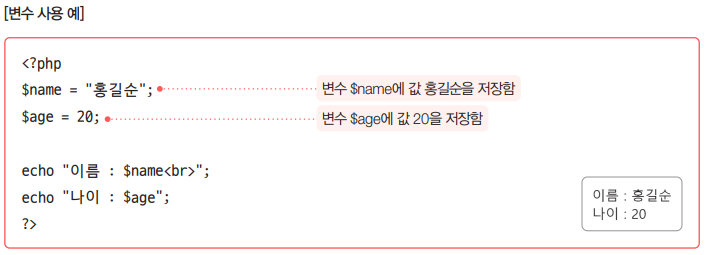 [변수 사용 예]
<?php
$name = "홍길순";
변수 $name에 값 홍길순을 저장함
$age = 20;
변수 $age에 값 20을 저장함
echo "이름 : $name<br>";
echo "나이 : $age";
?>
이름 : 홍길순
나이 : 20